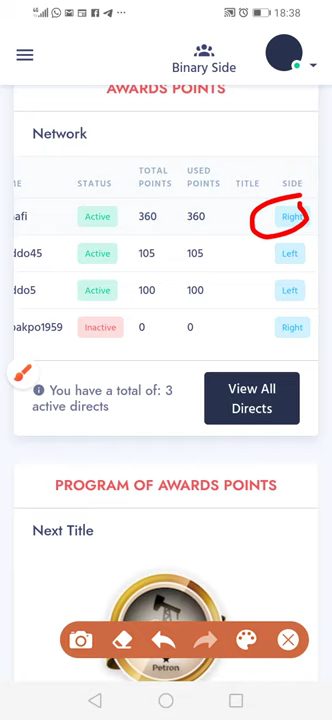 18:38
Binary Side
AWARDS POINTS
Network
ME STATUS TOTAL POINTS USED POINTS TITLE SIDE
afi Active 360 360 Right
ddo45 Active 105 105 Left
ddo5 Active 100 100 Left
pakpo1959 Inactive 0 0 Right
You have a total of: 3
active directs
View All
Directs
PROGRAM OF AWARDS POINTS
Next Title
Petron